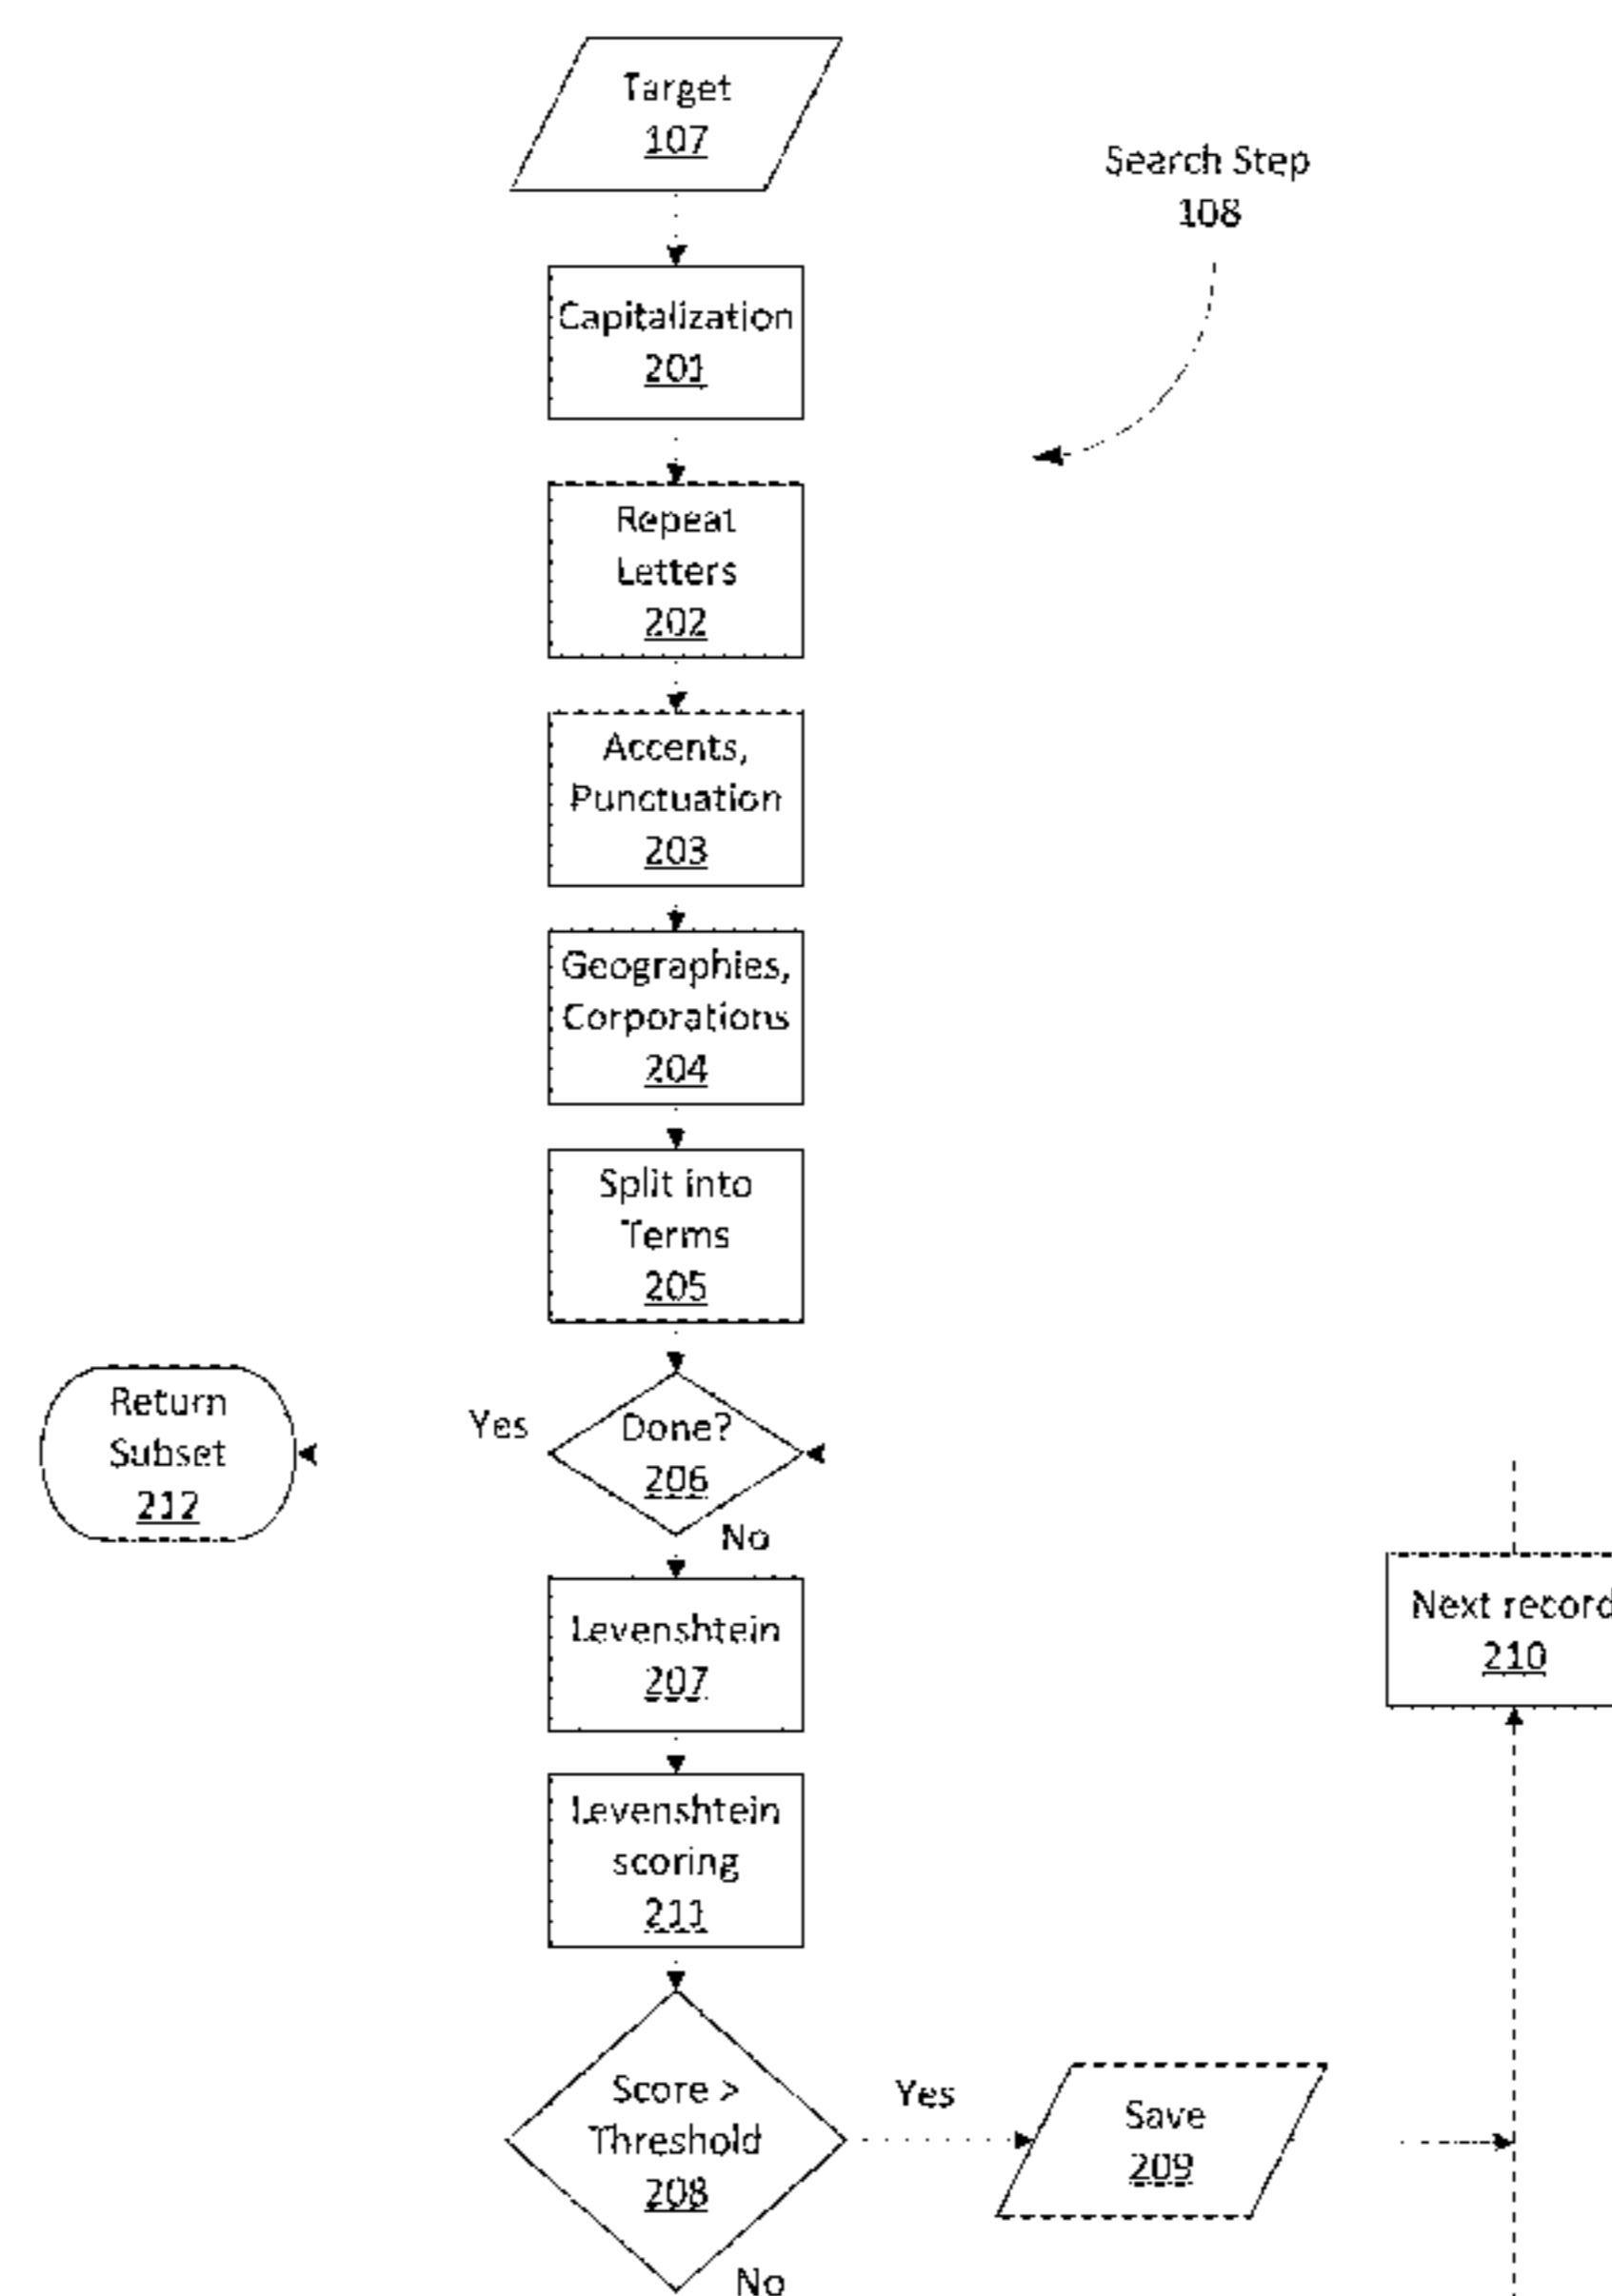 Target
107
Search Step
108
Capitalization
201
Repeat
Letters
202
Accents,
Punctuation
203
Geographies,
Corporations
204
Split into
Terms
205
Return
Subset
212
Yes
Done?
206
No
Levenshtein
207
Next record
210
Levenshtein
scoring
211
Score >
Threshold
208
Yes
Save
209
No